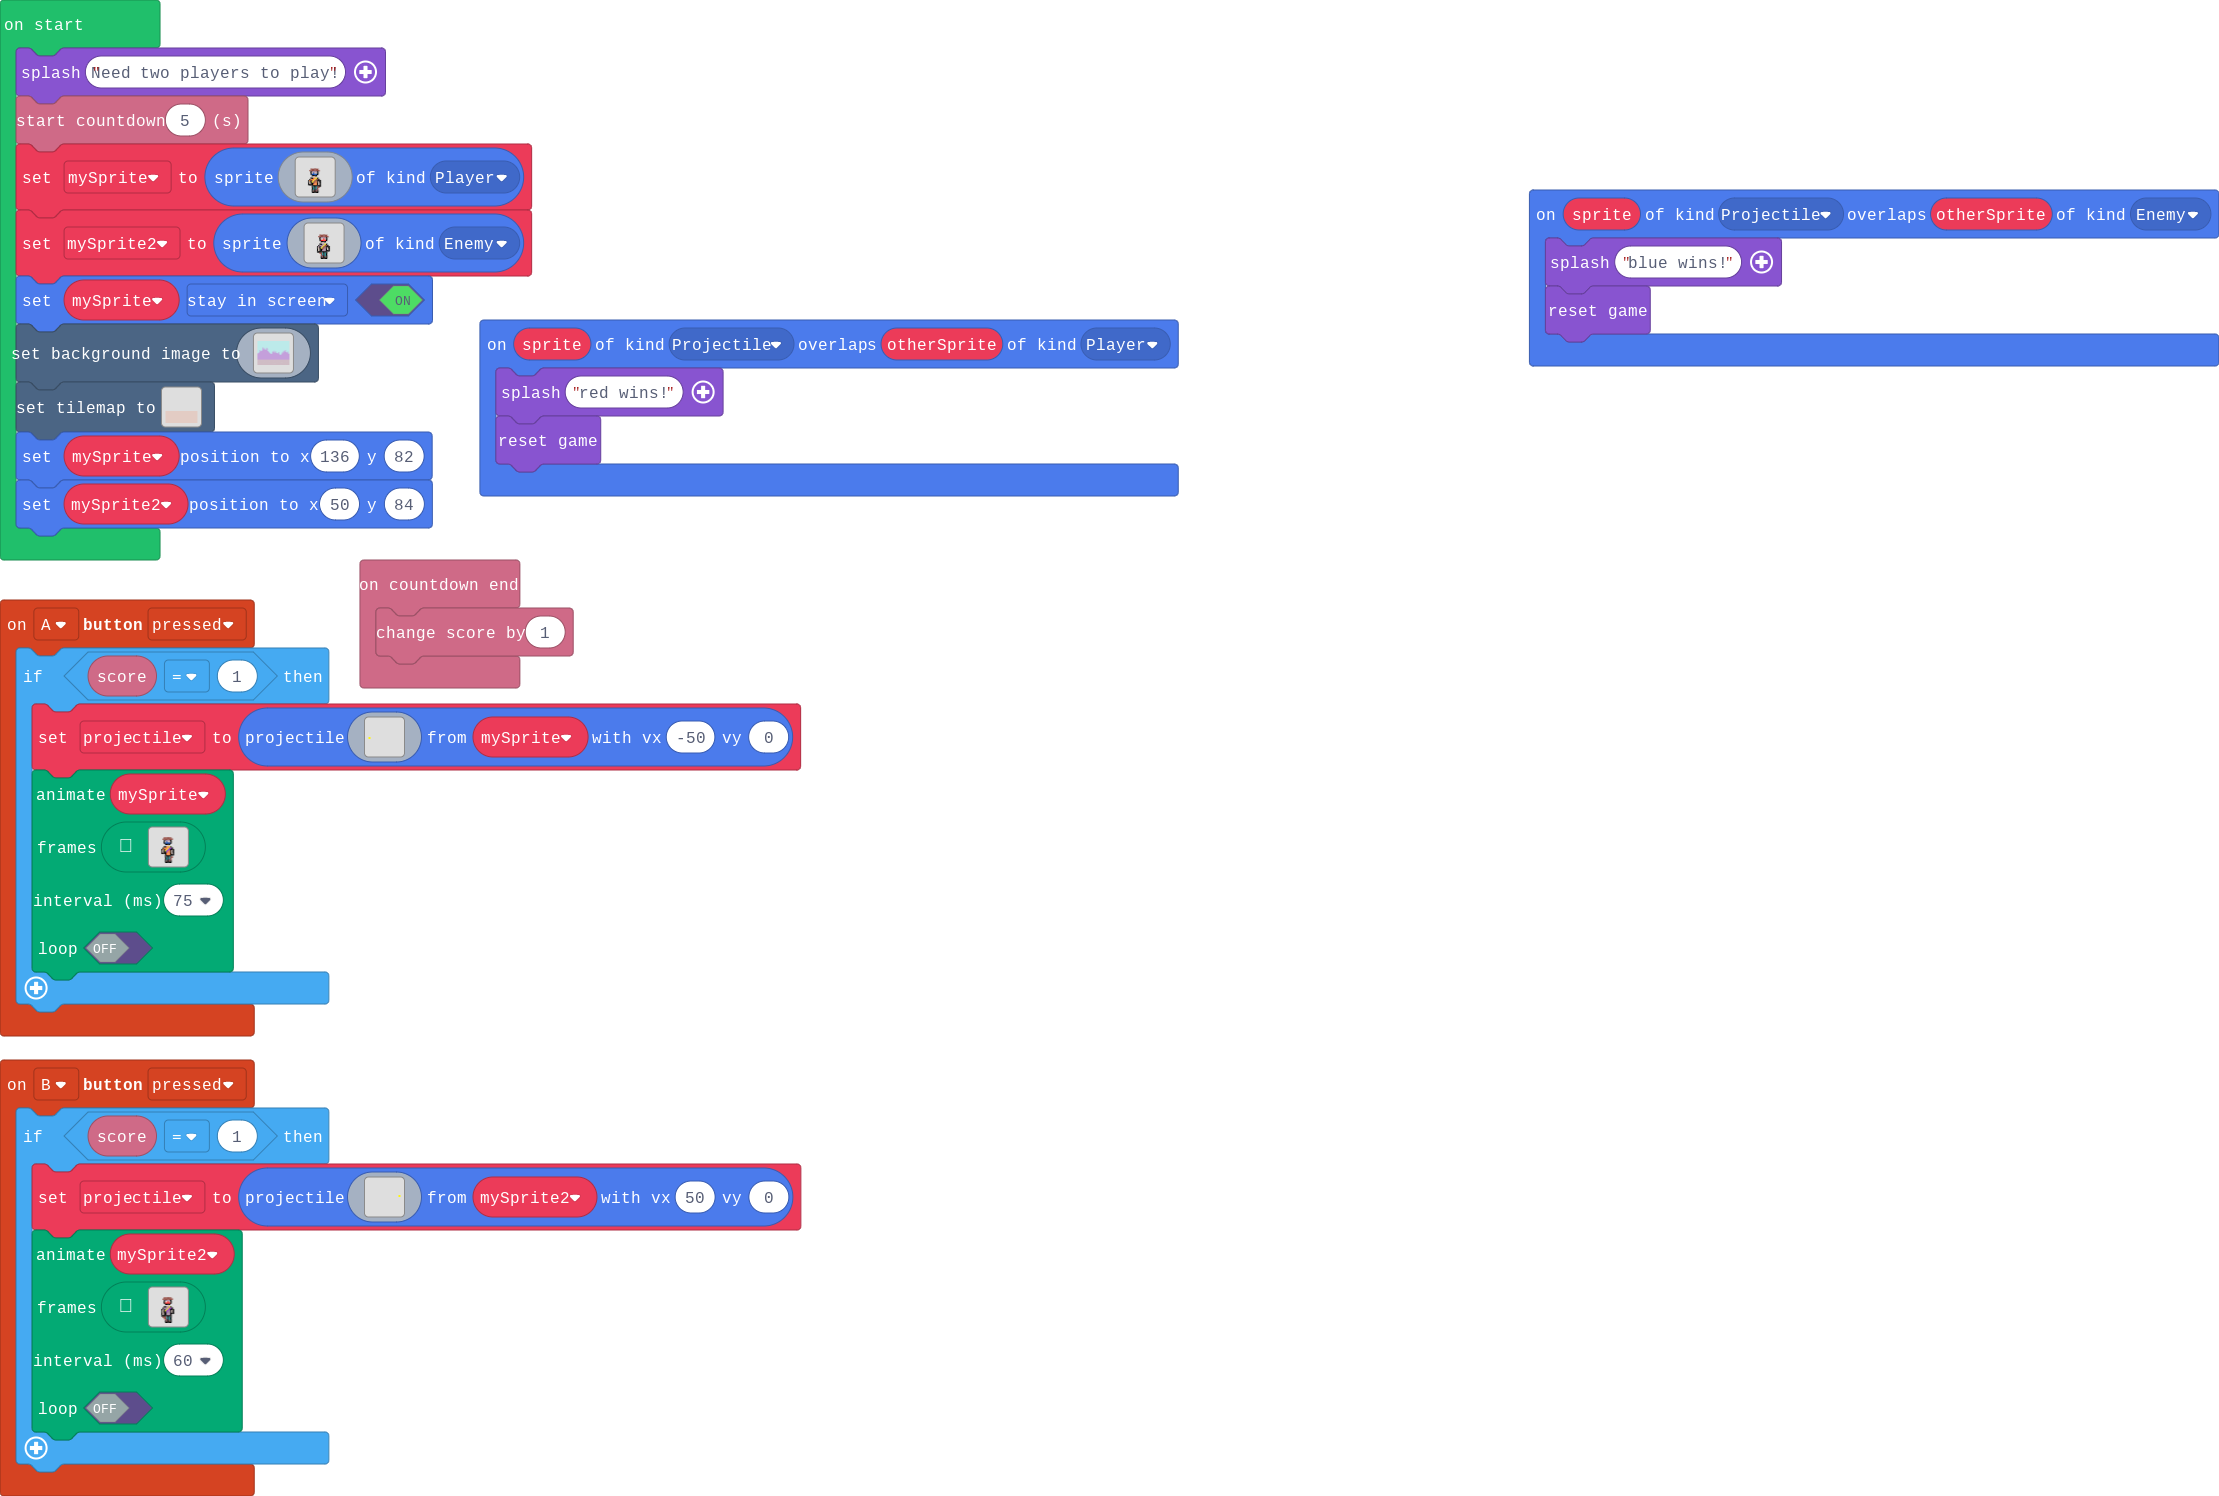 on start
splash "Need two players to play!"
start countdown 5 (s)
set mySprite to sprite of kind Player
set mySprite2 to sprite of kind Enemy
set mySprite stay in screen ON
set background image to
set tilemap to
set mySprite position to x 136 y 82
set mySprite2 position to x 50 y 84
on sprite of kind Projectile overlaps otherSprite of kind Player
splash "red wins!"
reset game
on sprite of kind Projectile overlaps otherSprite of kind Enemy
splash "blue wins!"
reset game
on countdown end
change score by 1
on A button pressed
if score = 1 then
set projectile to projectile from mySprite with vx -50 vy 0
animate mySprite
frames
interval (ms) 75
loop OFF
on B button pressed
if score = 1 then
set projectile to projectile from mySprite2 with vx 50 vy 0
animate mySprite2
frames
interval (ms) 60
loop OFF